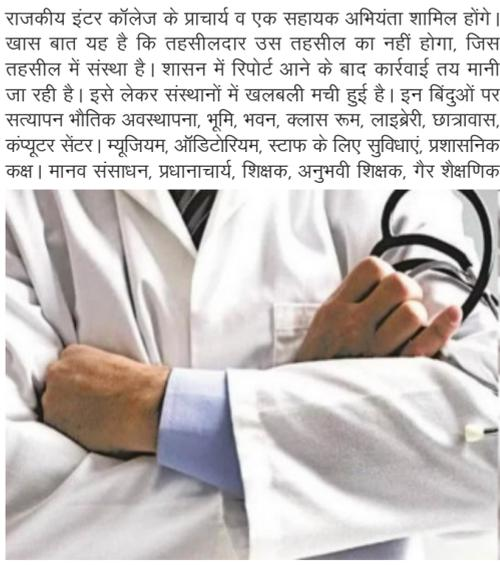 राजकीय इंटर कॉलेज के प्राचार्य व एक सहायक अभियंता शामिल होंगे।
खास बात यह है कि तहसीलदार उस तहसील का नहीं होगा, जिस
तहसील में संस्था है। शासन में रिपोर्ट आने के बाद कार्रवाई तय मानी
जा रही है। इसे लेकर संस्थानों में खलबली मची हुई है। इन बिंदुओं पर
सत्यापन भौतिक अवस्थापना, भूमि, भवन, क्लास रूम, लाइब्रेरी, छात्रावास,
कंप्यूटर सेंटर। म्यूजियम, ऑडिटोरियम, स्टाफ के लिए सुविधाएं, प्रशासनिक
कक्ष। मानव संसाधन, प्रधानाचार्य, शिक्षक, अनुभवी शिक्षक, गैर शैक्षणिक